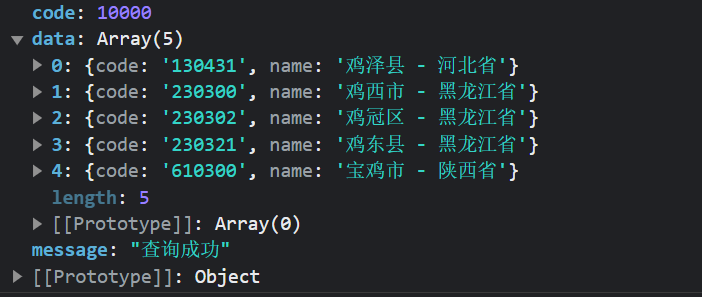 code: 10000
data: Array(5)
0: {code: '130431', name: '鸡泽县 - 河北省'}
1: {code: '230300', name: '鸡西市 - 黑龙江省'}
2: {code: '230302', name: '鸡冠区 - 黑龙江省'}
3: {code: '230321', name: '鸡东县 - 黑龙江省'}
4: {code: '610300', name: '宝鸡市 - 陕西省'}
length: 5
[[Prototype]]: Array(0)
message: "查询成功"
[[Prototype]]: Object